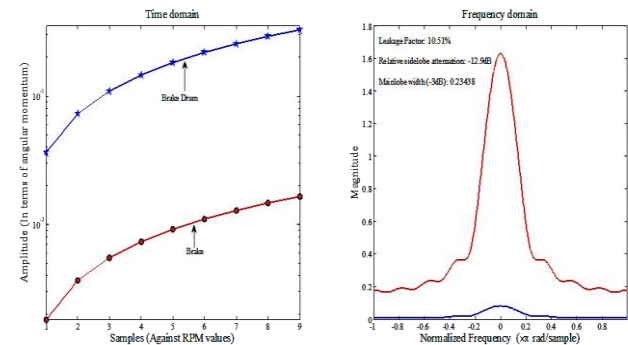 Time domain
Amplitude (In terms of angular momentum)
10-1
10-2
Brake Drum
Brake
1 2 3 4 5 6 7 8 9
Samples (Against RPM values)
Frequency domain
Leakage Factor: 10.51%
Relative sidelobe attenuation: -12.9dB
Mainlobe width (-3dB): 0.23438
Magnitude
1.8
1.6
1.4
1.2
1
0.8
0.6
0.4
0.2
0
-1 -0.8 -0.6 -0.4 -0.2 0 0.2 0.4 0.6 0.8
Normalized Frequency (×π rad/sample)